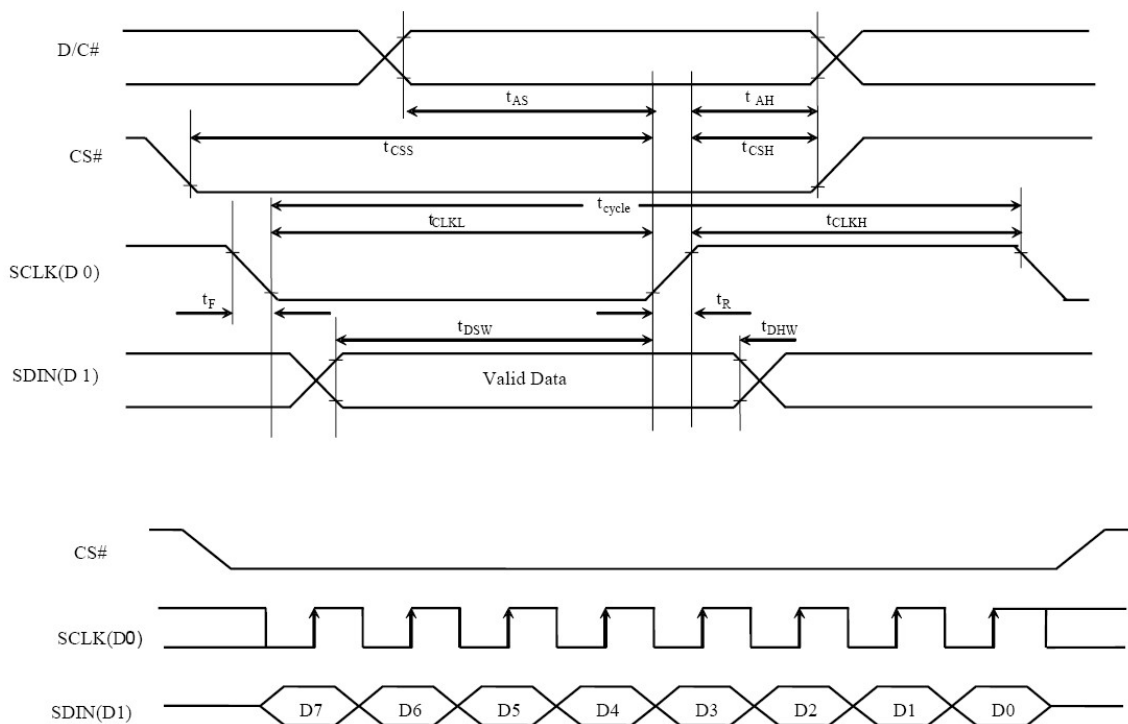 D/C#
tAS
t AH
CS#
tCSS
tCSH
tcycle
tCLKL
tCLKH
SCLK(D 0)
tF
tR
tDSW
tDHW
SDIN(D 1)
Valid Data
CS#
SCLK(D0)
SDIN(D1)
D7
D6
D5
D4
D3
D2
D1
D0